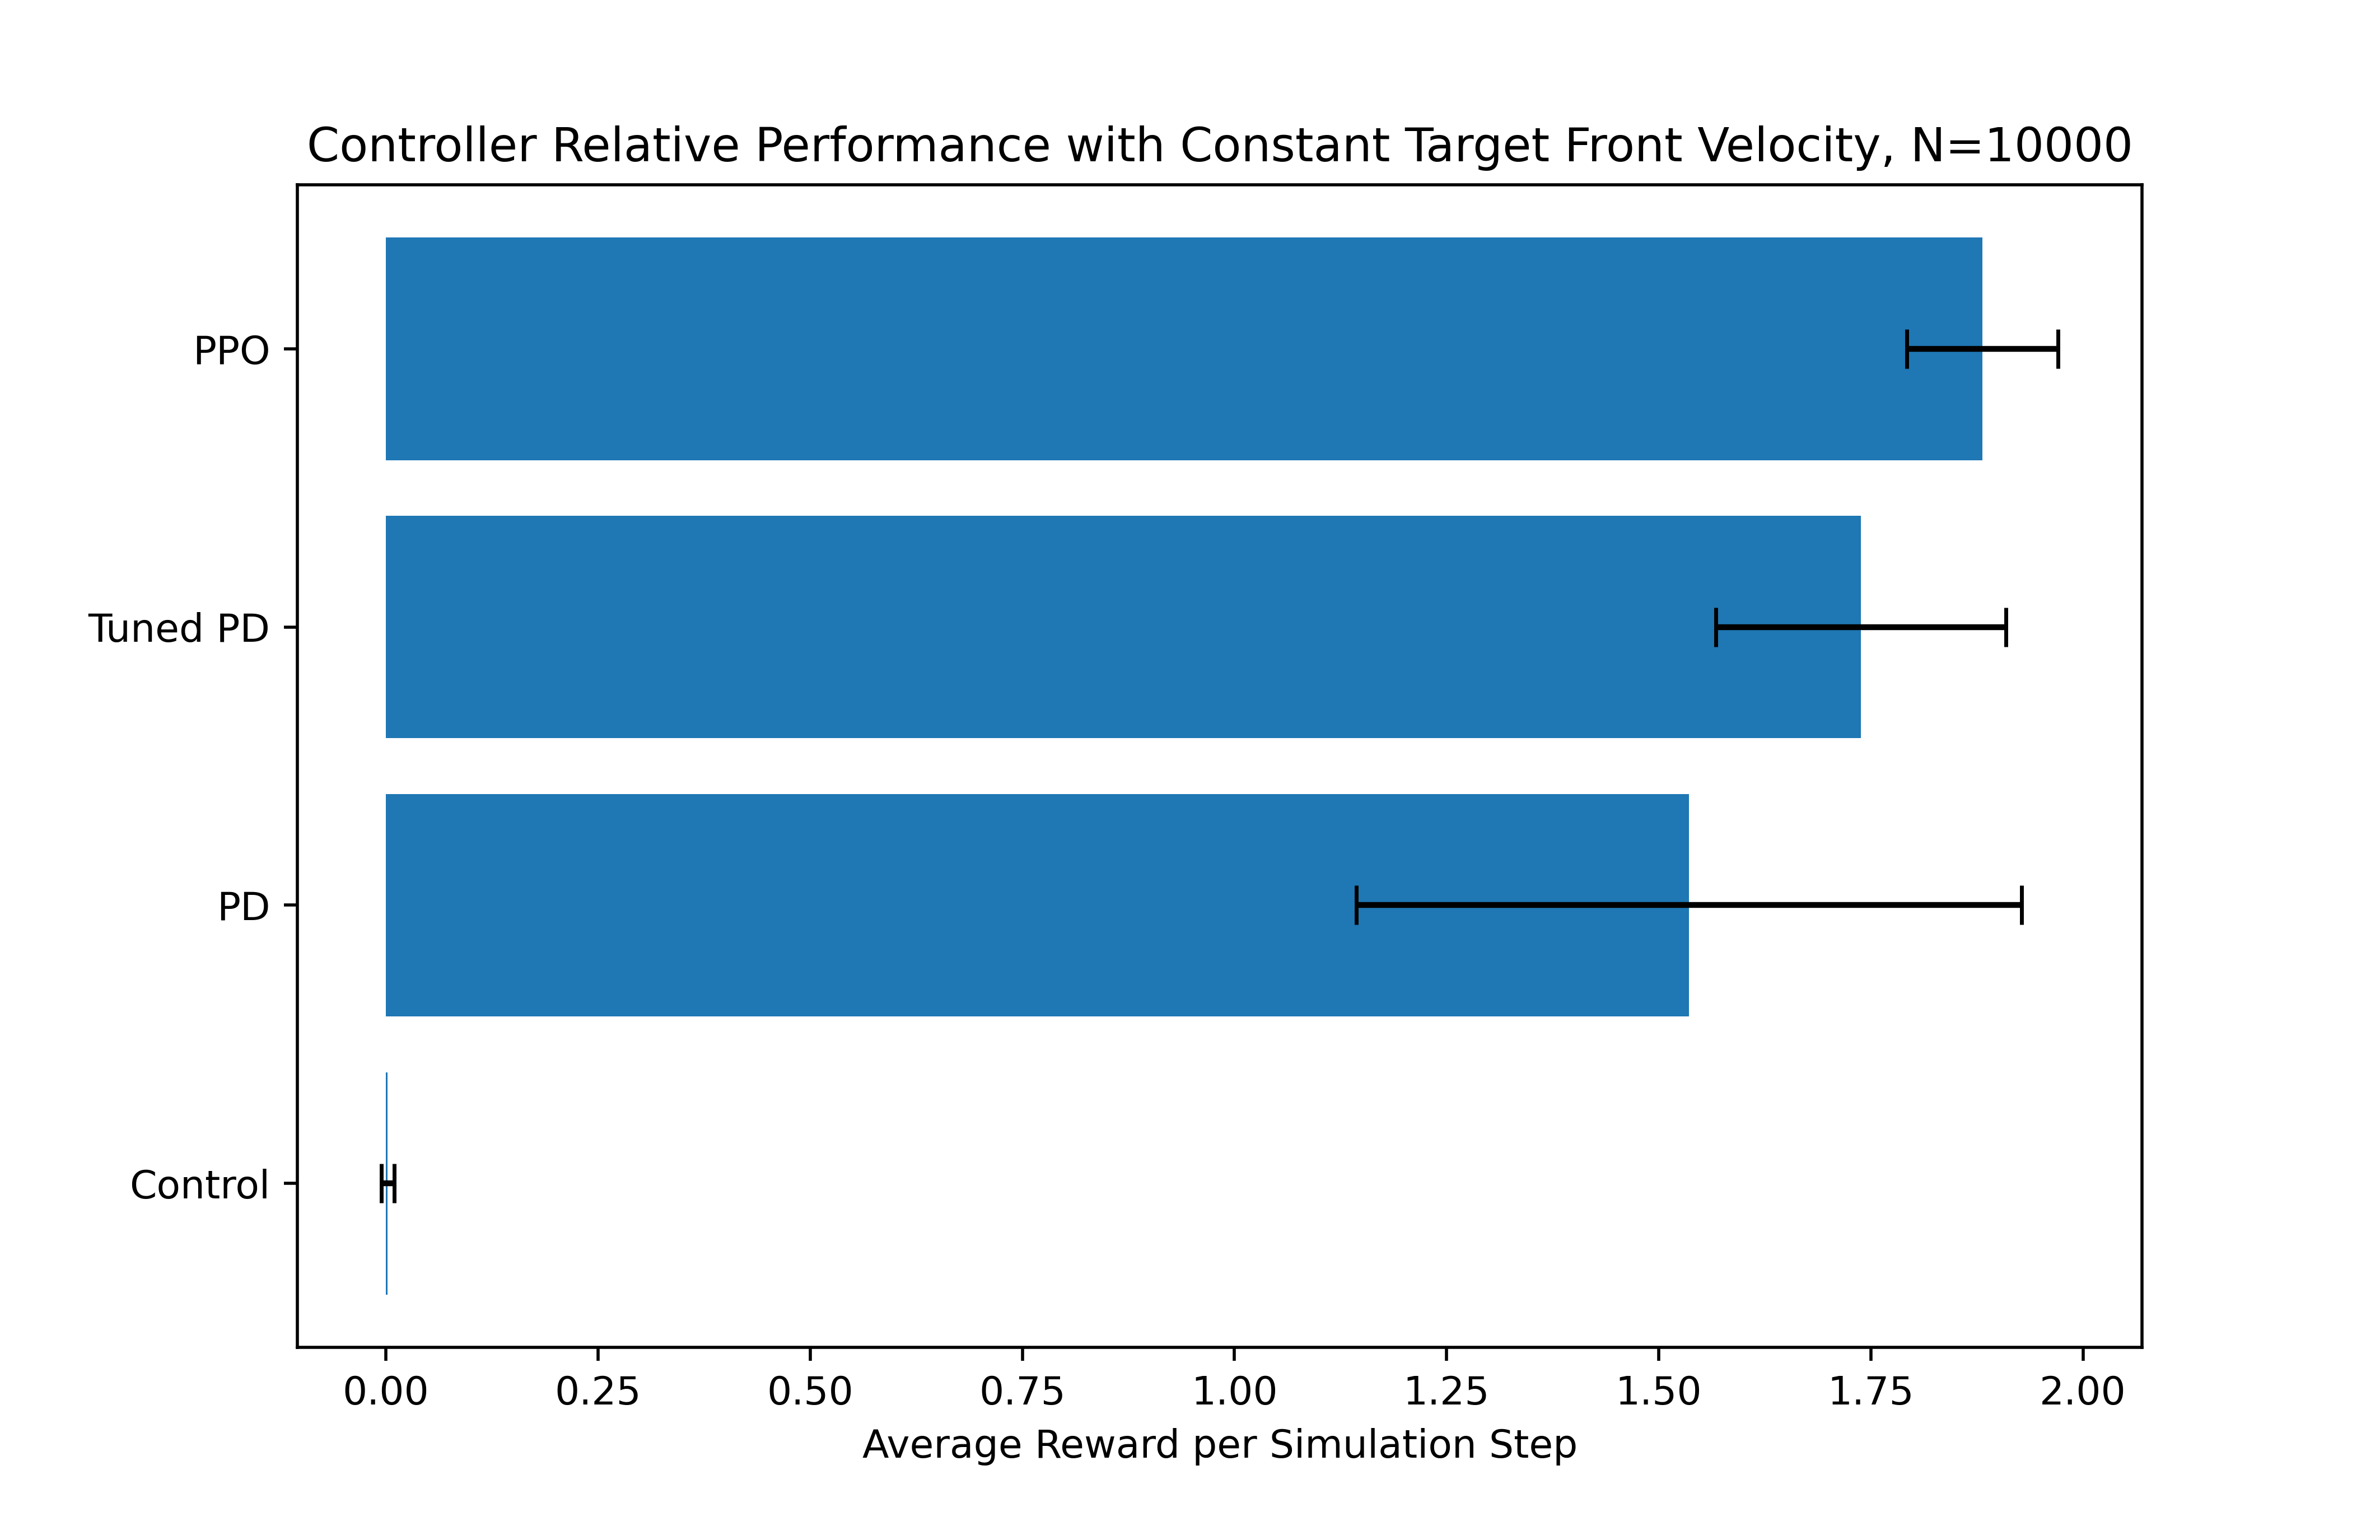 Controller Relative Performance with Constant Target Front Velocity, N=10000
PPO
Tuned PD
PD
Control
0.00 0.25 0.50 0.75 1.00 1.25 1.50 1.75 2.00
Average Reward per Simulation Step